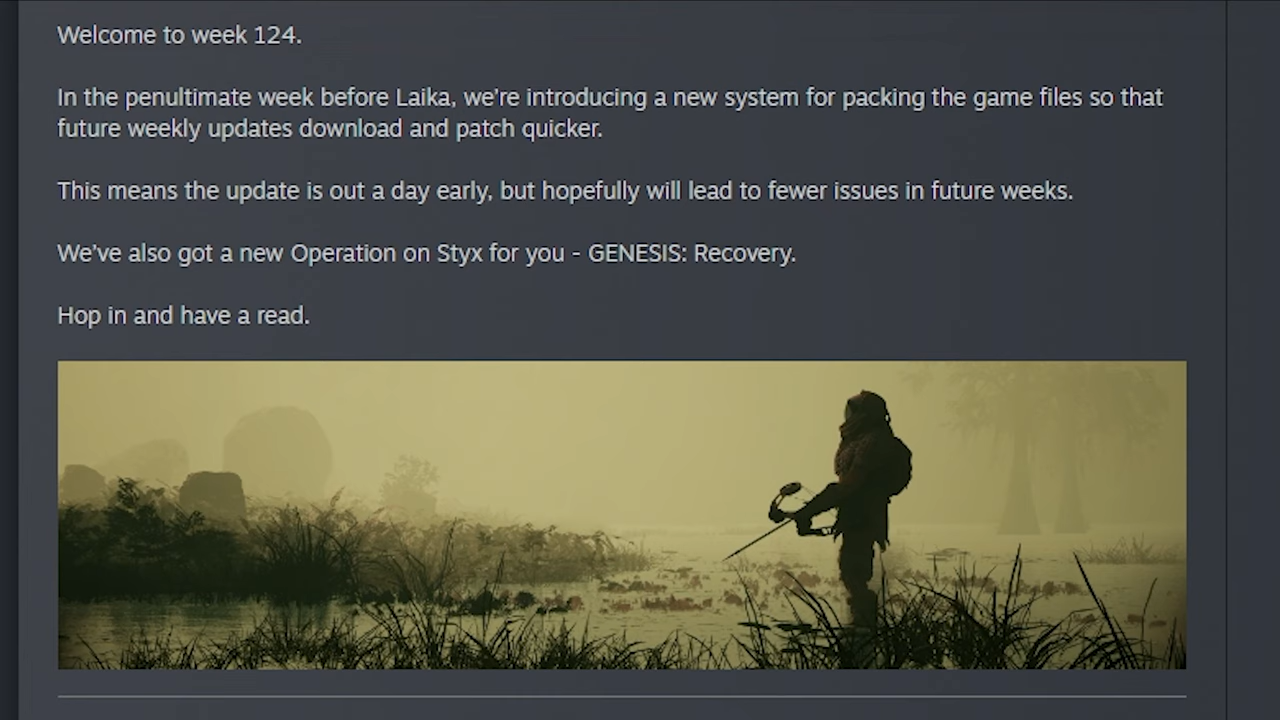 Welcome to week 124.
In the penultimate week before Laika, we're introducing a new system for packing the game files so that
future weekly updates download and patch quicker.
This means the update is out a day early, but hopefully will lead to fewer issues in future weeks.
We've also got a new Operation on Styx for you - GENESIS: Recovery.
Hop in and have a read.